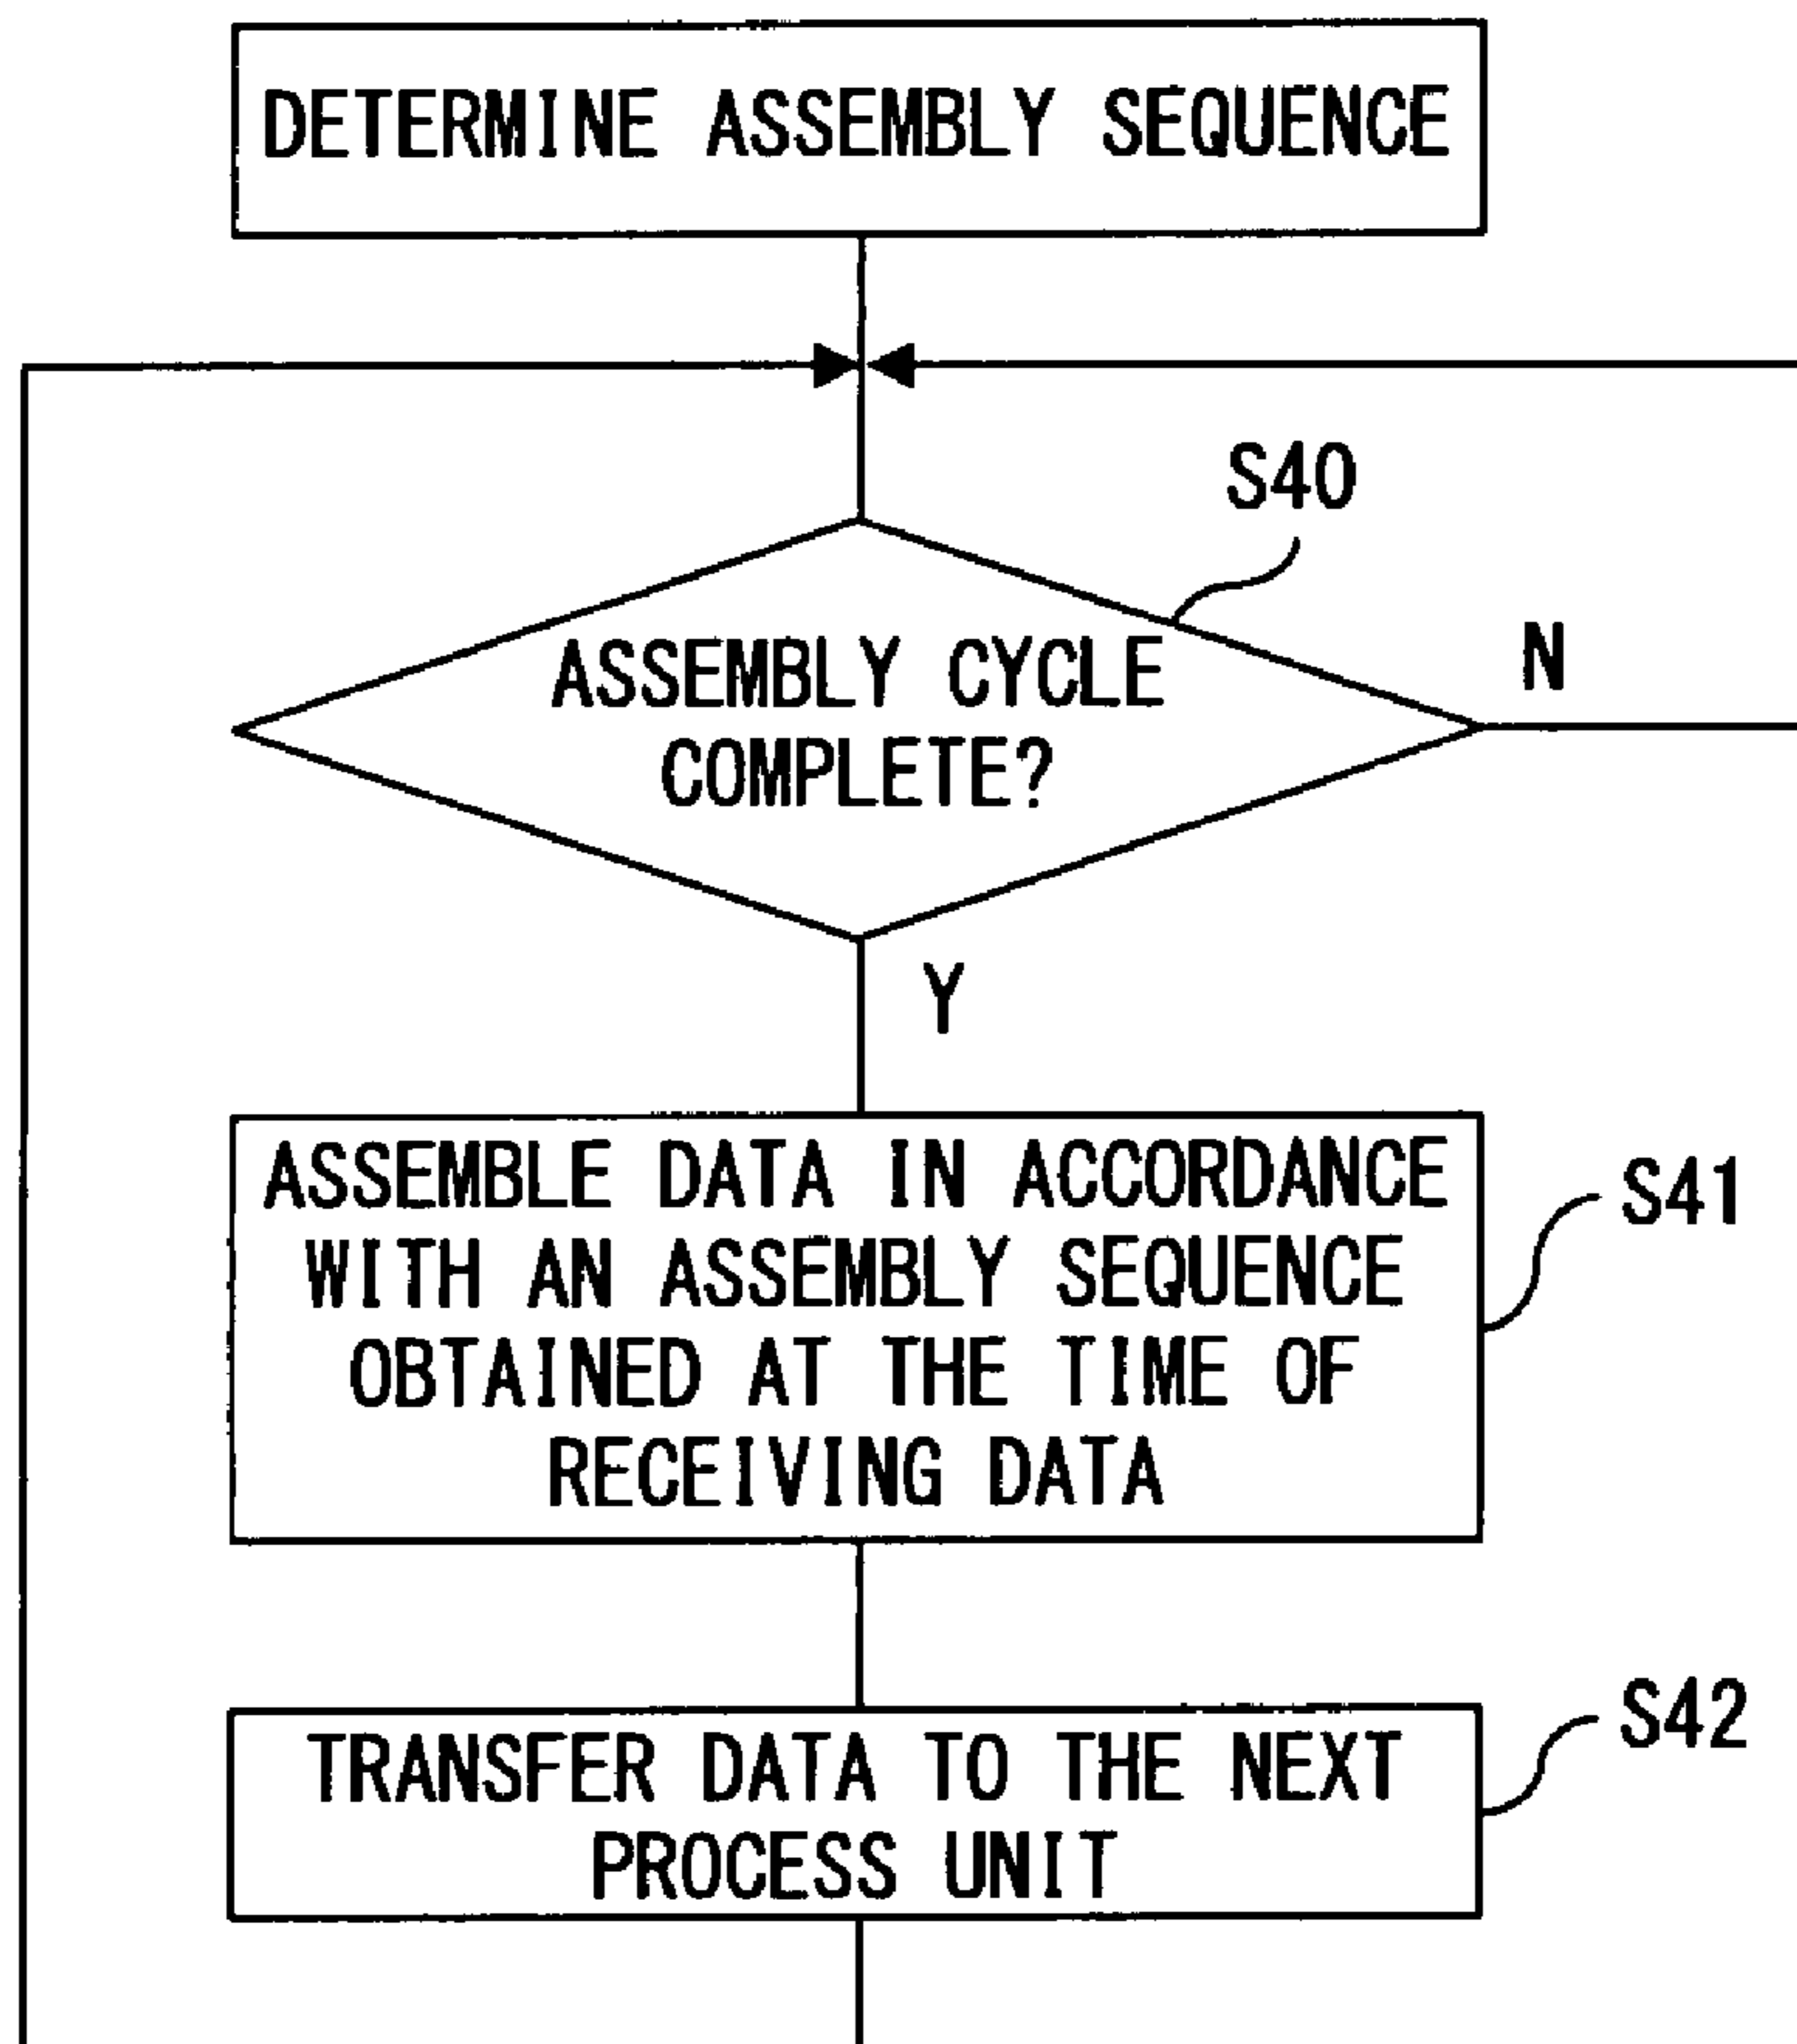 DETERMINE ASSEMBLY SEQUENCE
S40
ASSEMBLY CYCLE
COMPLETE?
N
Y
ASSEMBLE DATA IN ACCORDANCE
WITH AN ASSEMBLY SEQUENCE
OBTAINED AT THE TIME OF
RECEIVING DATA
S41
TRANSFER DATA TO THE NEXT
PROCESS UNIT
S42